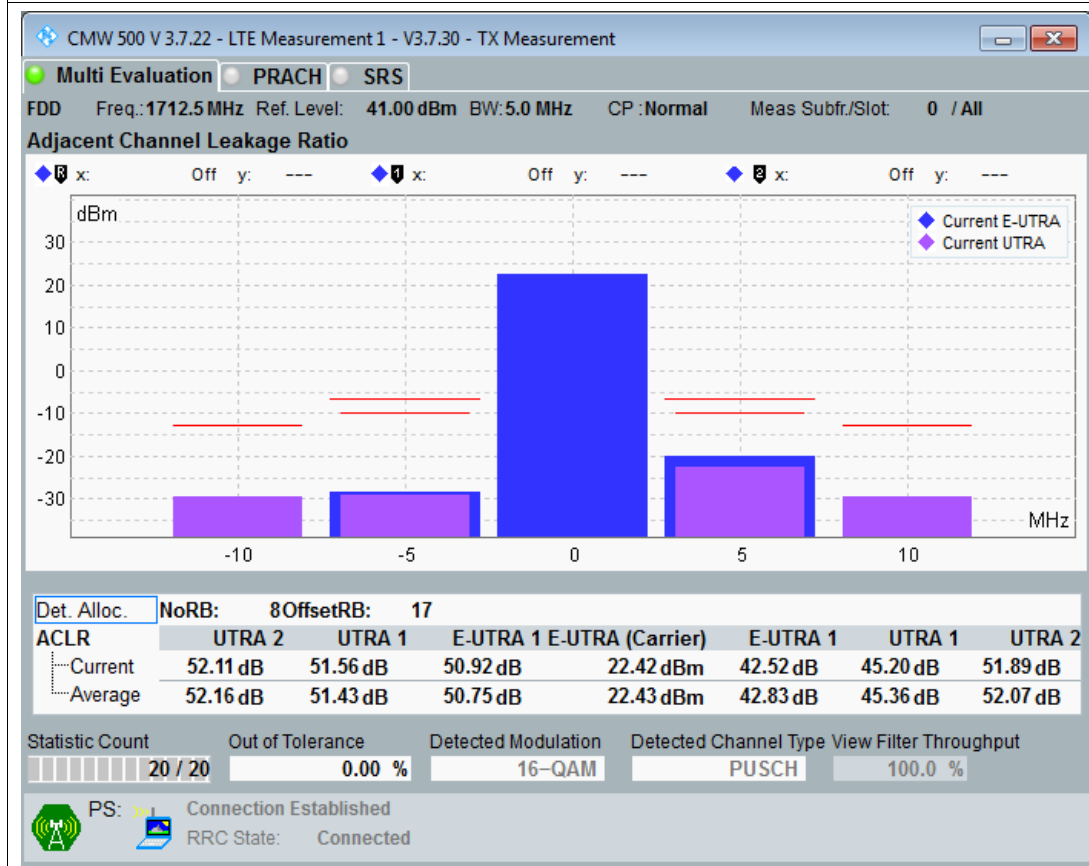 CMW 500 V 3.7.22 - LTE Measurement 1 - V3.7.30 - TX Measurement
Multi Evaluation PRACH SRS
FDD Freq.: 1712.5 MHz Ref. Level: 41.00 dBm BW: 5.0 MHz CP : Normal Meas Subfr./Slot: 0 / All
Adjacent Channel Leakage Ratio
R x: Off y: --- 1 x: Off y: --- 2 x: Off y: ---
dBm
Current E-UTRA
Current UTRA
30
20
10
0
-10
-20
-30
MHz
-10 -5 0 5 10
Det. Alloc. NoRB: 8 OffsetRB: 17
ACLR UTRA 2 UTRA 1 E-UTRA 1 E-UTRA (Carrier) E-UTRA 1 UTRA 1 UTRA 2
Current 52.11 dB 51.56 dB 50.92 dB 22.42 dBm 42.52 dB 45.20 dB 51.89 dB
Average 52.16 dB 51.43 dB 50.75 dB 22.43 dBm 42.83 dB 45.36 dB 52.07 dB
Statistic Count Out of Tolerance Detected Modulation Detected Channel Type View Filter Throughput
20 / 20 0.00 % 16-QAM PUSCH 100.0 %
PS: Connection Established
RRC State: Connected